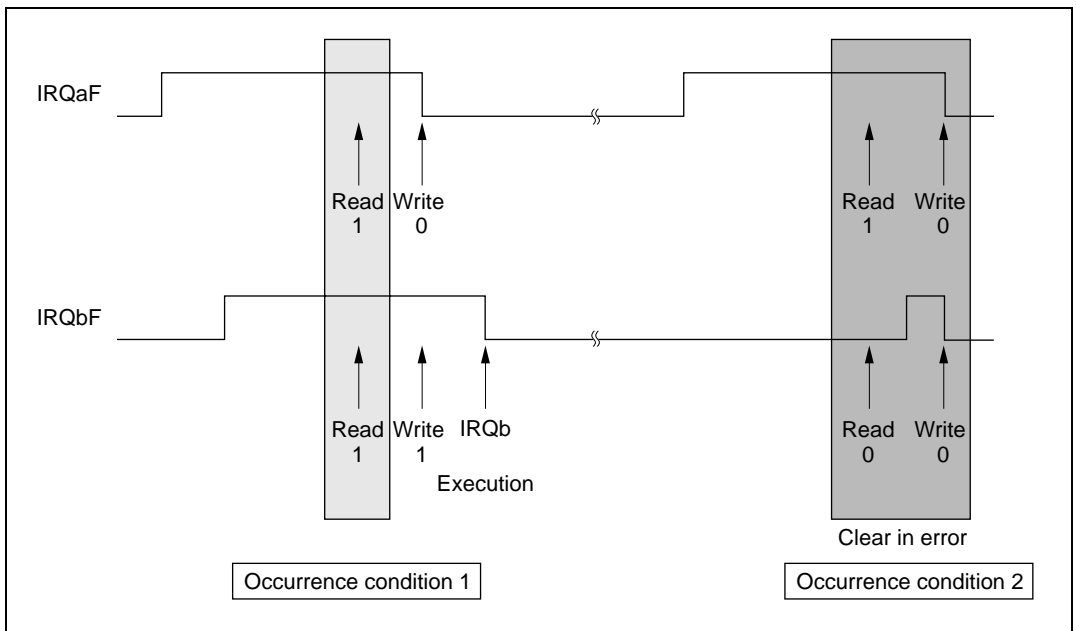 IRQaF
Read Write
1 0
Read Write
1 0
IRQbF
Read Write IRQb
1 1
Execution
Read Write
0 0
Clear in error
Occurrence condition 1
Occurrence condition 2